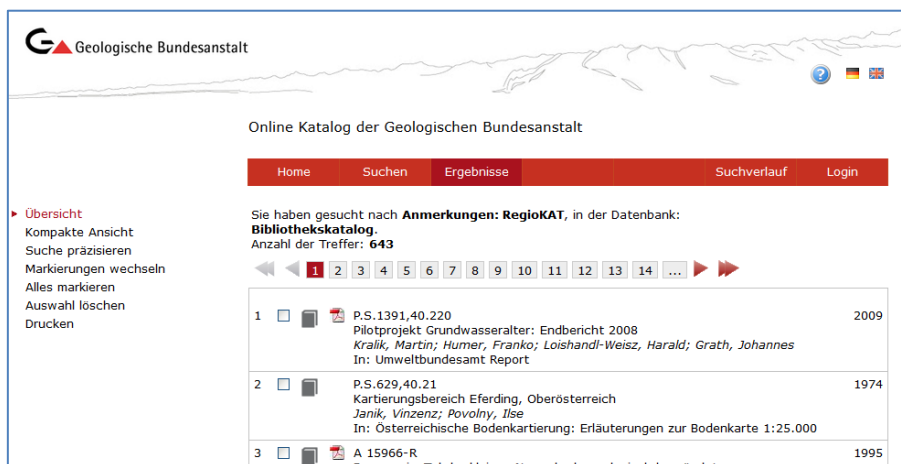 Geologische Bundesanstalt
?
Online Katalog der Geologischen Bundesanstalt
Home Suchen Ergebnisse Suchverlauf Login
Übersicht
Kompakte Ansicht
Suche präzisieren
Markierungen wechseln
Alles markieren
Auswahl löschen
Drucken
Sie haben gesucht nach Anmerkungen: RegioKAT, in der Datenbank:
Bibliothekskatalog.
Anzahl der Treffer: 643
1 2 3 4 5 6 7 8 9 10 11 12 13 14 ...
1 P.S.1391,40.220 2009
Pilotprojekt Grundwasseralter: Endbericht 2008
Kralik, Martin; Humer, Franko; Loishandl-Weisz, Harald; Grath, Johannes
In: Umweltbundesamt Report
2 P.S.629,40.21 1974
Kartierungsbereich Eferding, Oberösterreich
Janik, Vinzenz; Povolny, Ilse
In: Österreichische Bodenkartierung: Erläuterungen zur Bodenkarte 1:25.000
3 A 15966-R 1995